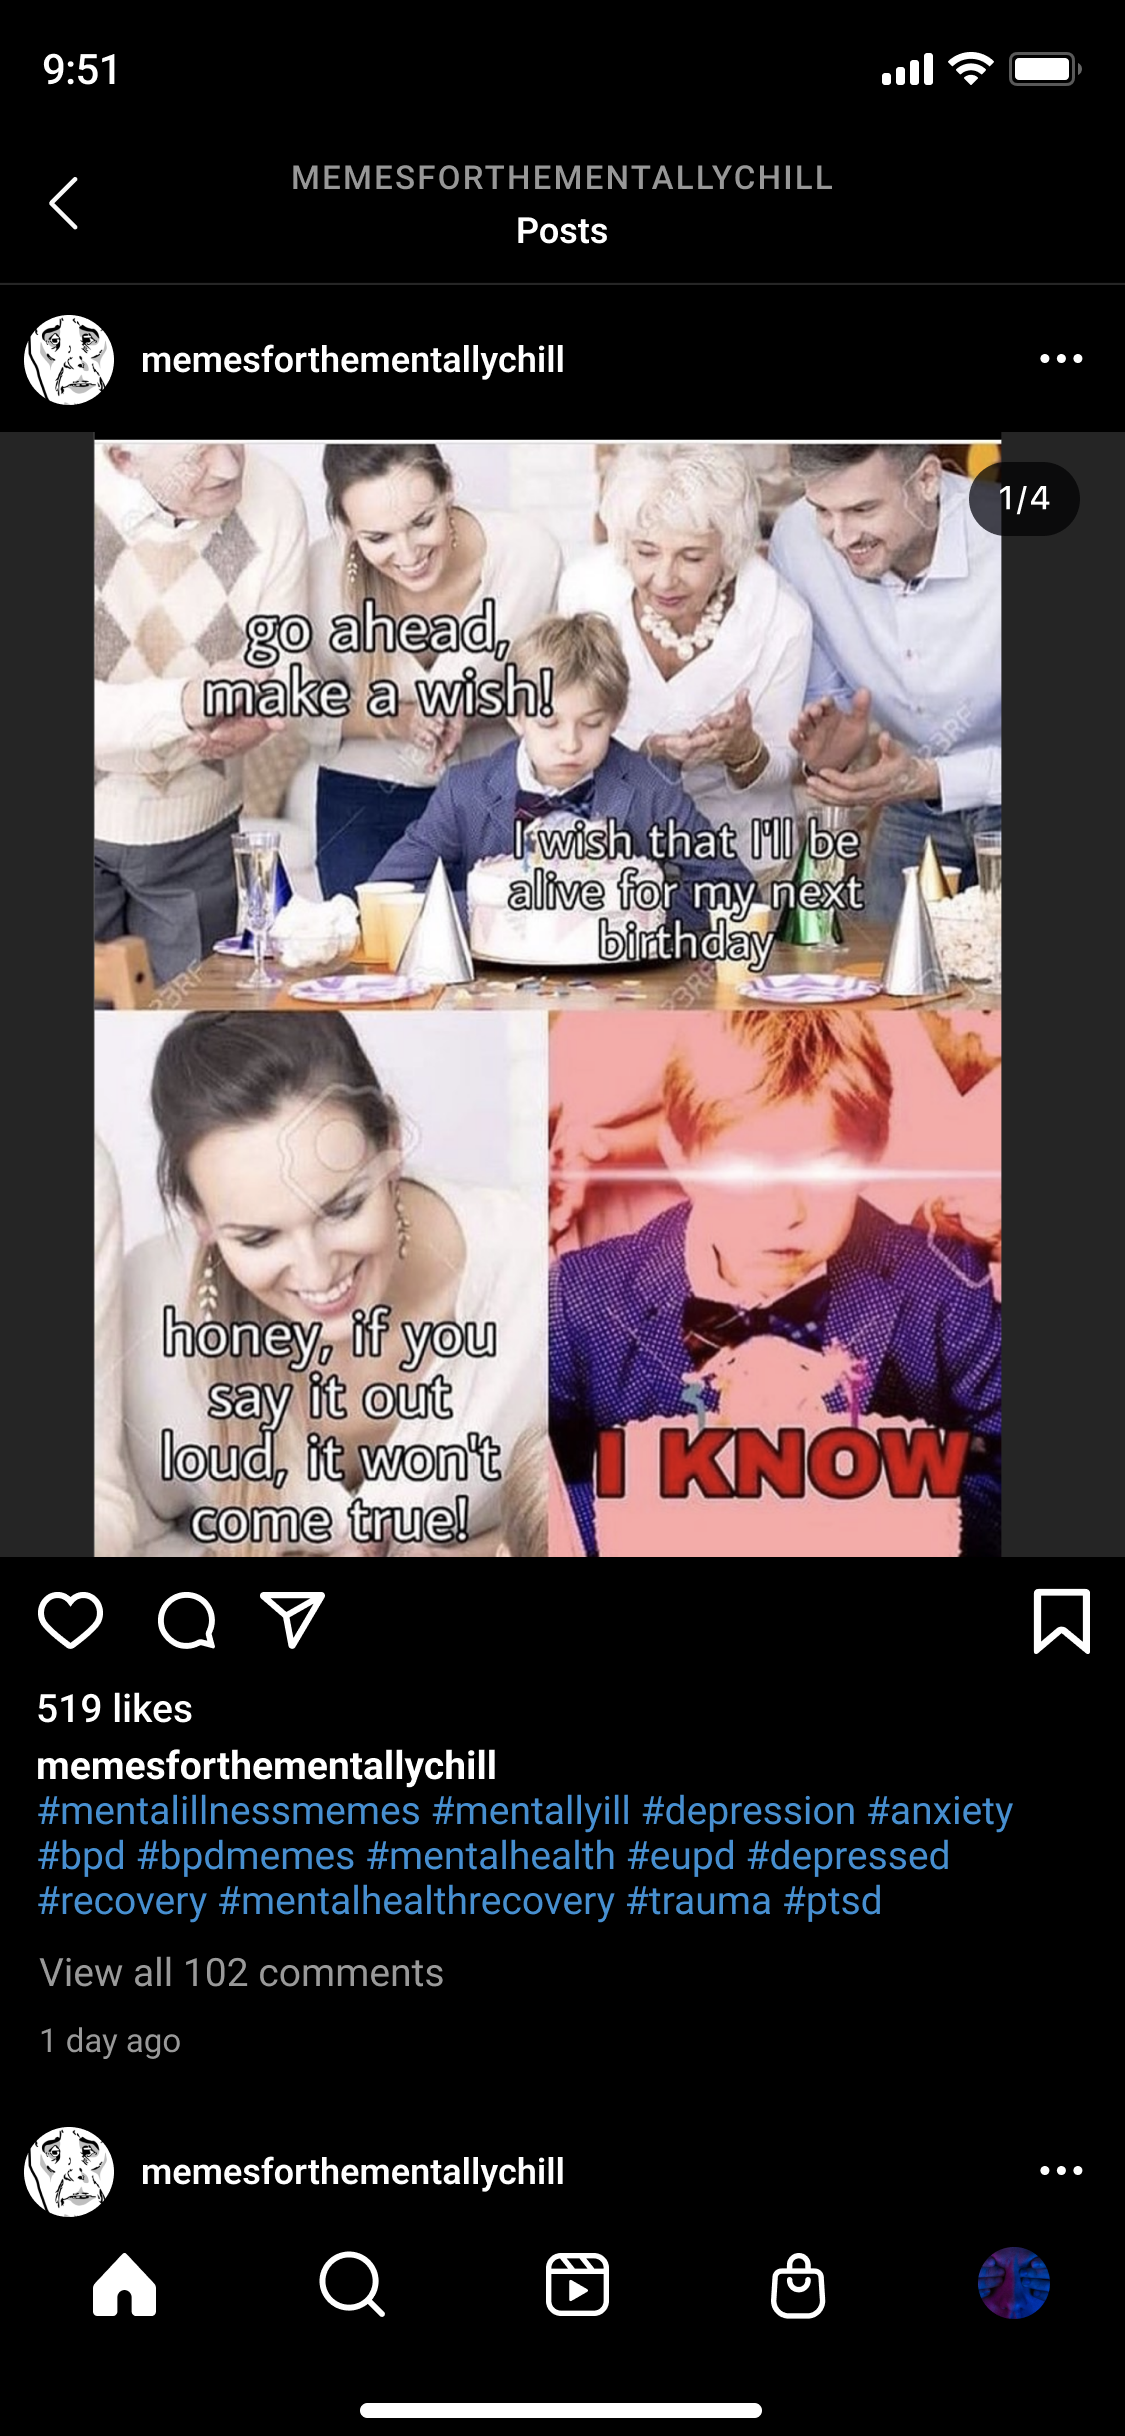 9:51
MEMESFORTHEMENTALLYCHILL
Posts
memesforthementallychill
1/4
go ahead,
make a wish!
I wish that I'll be
alive for my next
birthday
honey, if you
say it out
loud, it won't
come true!
I KNOW
519 likes
memesforthementallychill
#mentalillnessmemes #mentallyill #depression #anxiety
#bpd #bpdmemes #mentalhealth #eupd #depressed
#recovery #mentalhealthrecovery #trauma #ptsd
View all 102 comments
1 day ago
memesforthementallychill